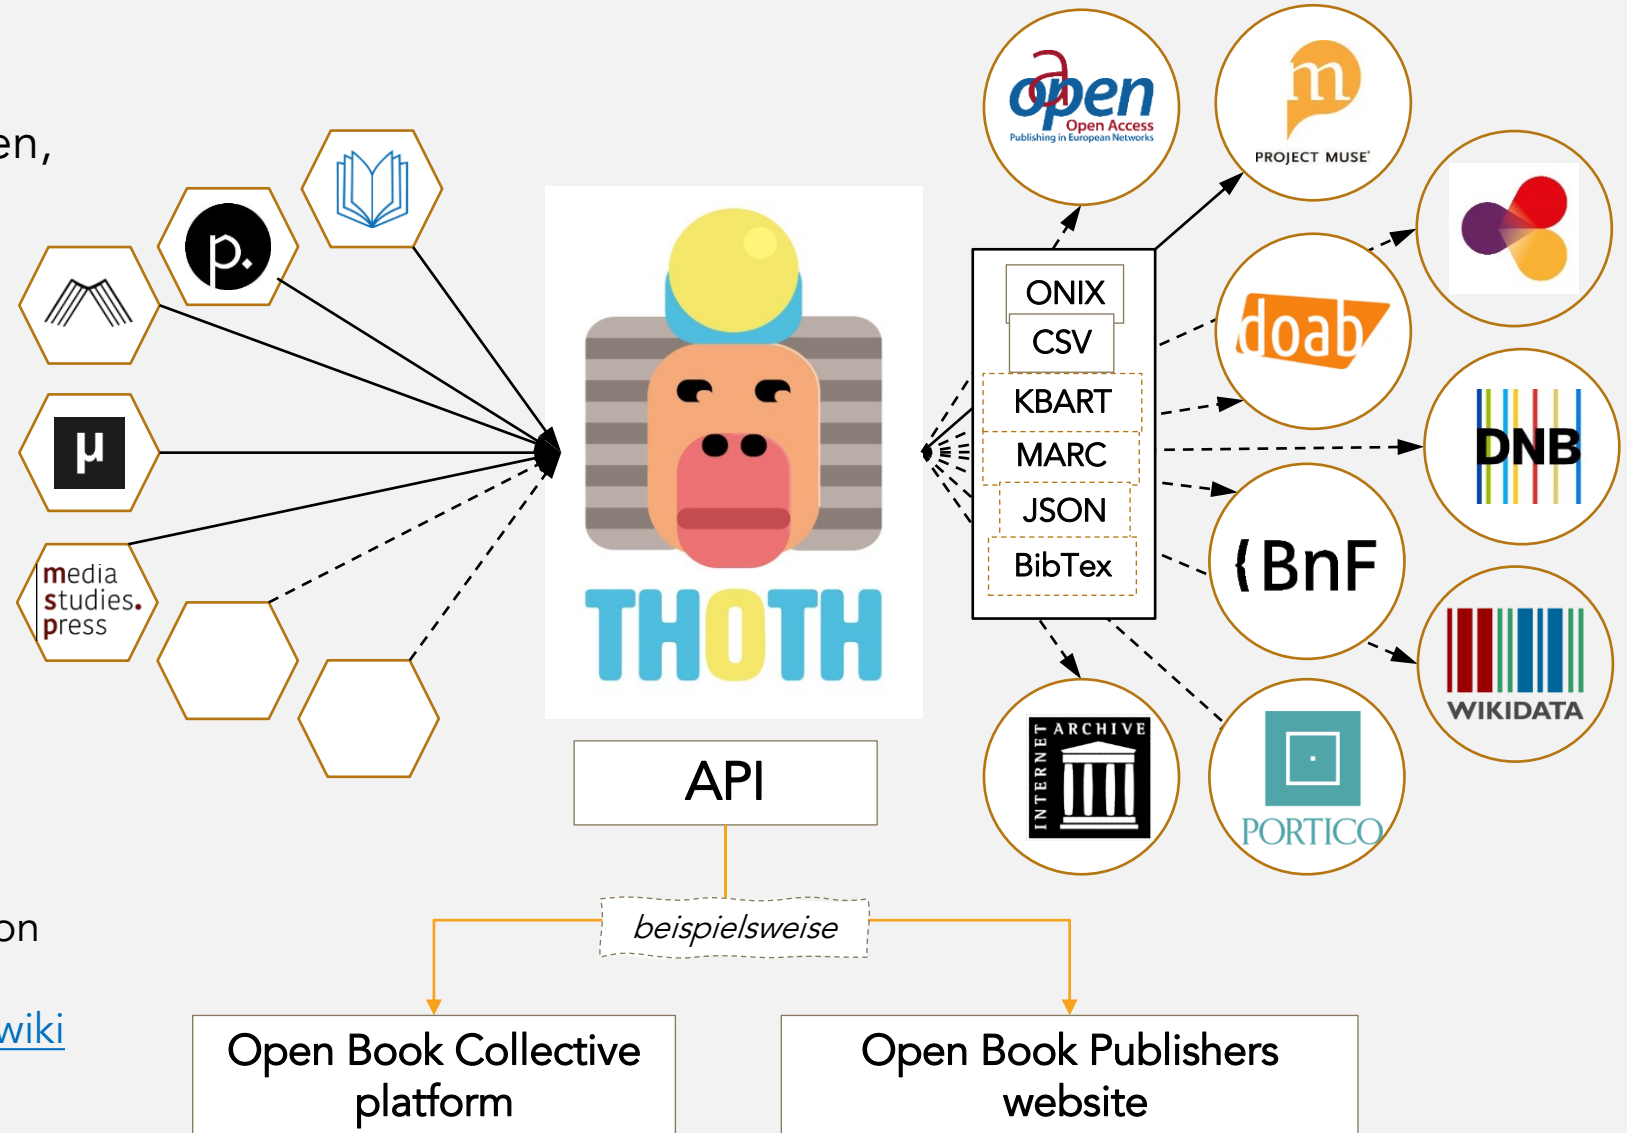 en,
p.
µ
media
studies.
press
THOTH
API
beispielsweise
Open Book Collective
platform
Open Book Publishers
website
on
wiki
ONIX
CSV
KBART
MARC
JSON
BibTex
open
Open Access
Publishing in European Networks
m
PROJECT MUSE®
doab
DNB
{BnF
WIKIDATA
INTERNET
ARCHIVE
PORTICO